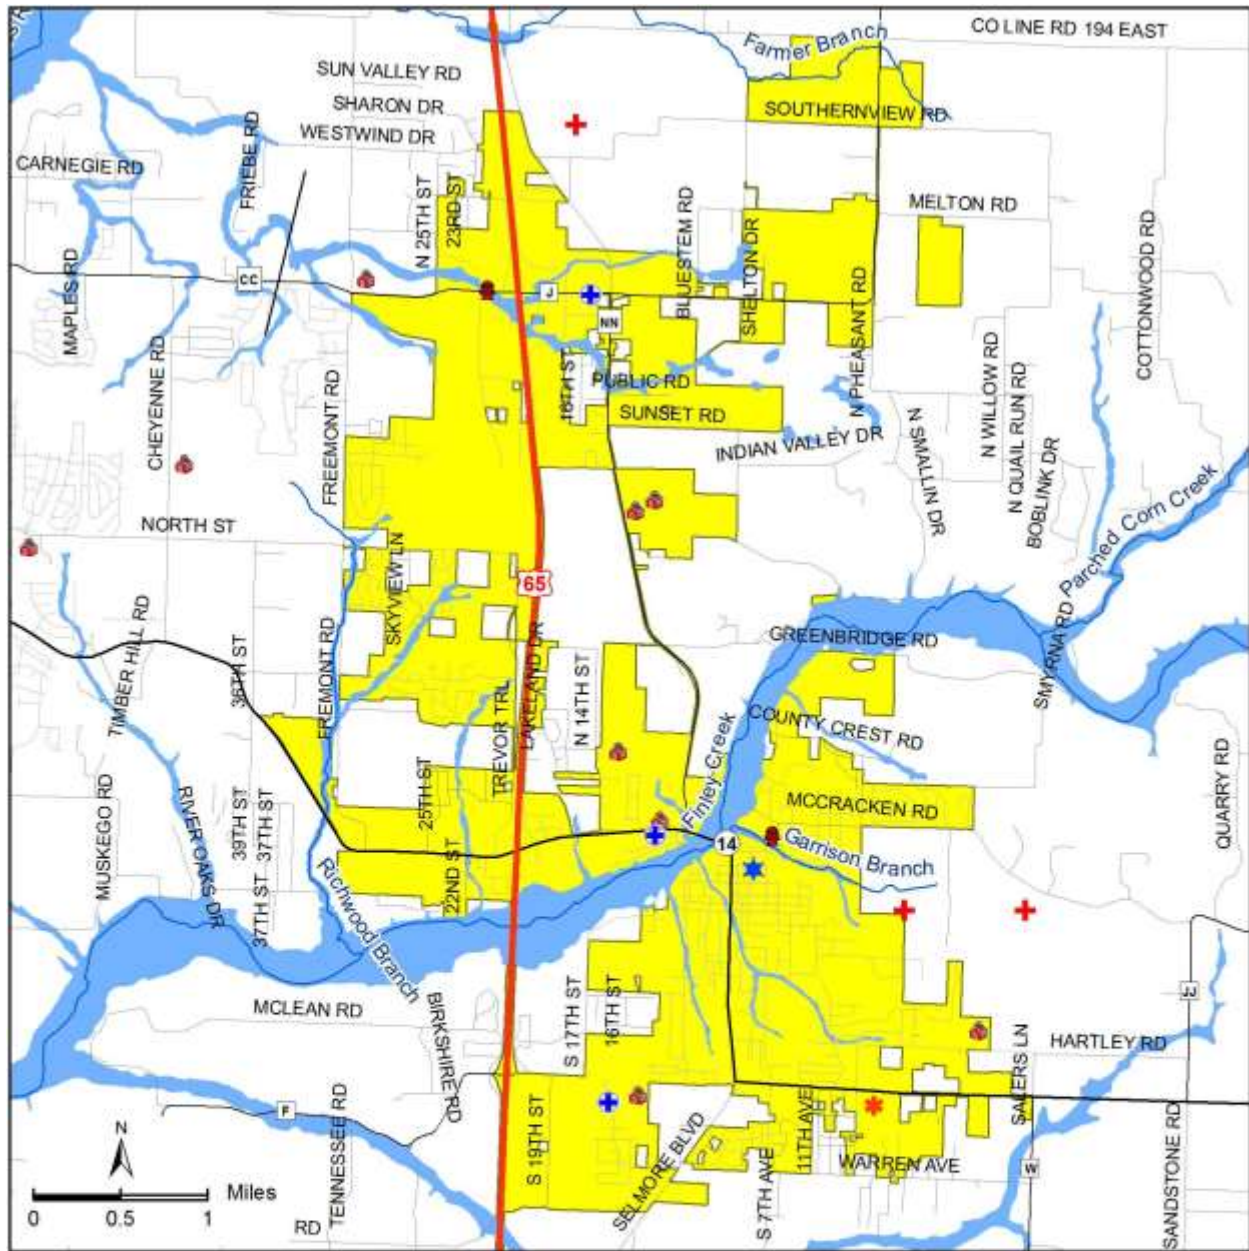 CO LINE RD 194 EAST
Farmer Branch
SUN VALLEY RD
SHARON DR
WESTWIND DR
SOUTHERNVIEW RD
CARNEGIE RD
FRIEBE RD
N 25TH ST
23RD ST
BLUESTEM RD
SHELTON DR
MELTON RD
COTTONWOOD RD
MAPLES RD
CC
J
NN
N PHEASANT RD
CHEYENNE RD
FREEMONT RD
16TH ST
PUBLIC RD
SUNSET RD
INDIAN VALLEY DR
N SMALLIN DR
N WILLOW RD
N QUAIL RUN RD
BOBLINK DR
Parched Corn Creek
NORTH ST
SKYVIEW LN
65
TIMBER HILL RD
36TH ST
FREMONT RD
LAKELAND DR
TREVOR TRL
N 14TH ST
GREENBRIDGE RD
SMYRNA RD
COUNTY CREST RD
Finley Creek
MCCRACKEN RD
QUARRY RD
MUSKEGO RD
RIVER OAKS DR
39TH ST
37TH ST
37TH ST
25TH ST
22ND ST
14
Garrison Branch
Richwood Branch
MCLEAN RD
BIRKSHIRE RD
S 17TH ST
16TH ST
HARTLEY RD
SALERS LN
F
TENNESSEE RD
S 19TH ST
SELMORE BLVD
S 7TH AVE
11TH AVE
WARREN AVE
W
SANDSTONE RD
N
Miles
0 0.5 1
RD